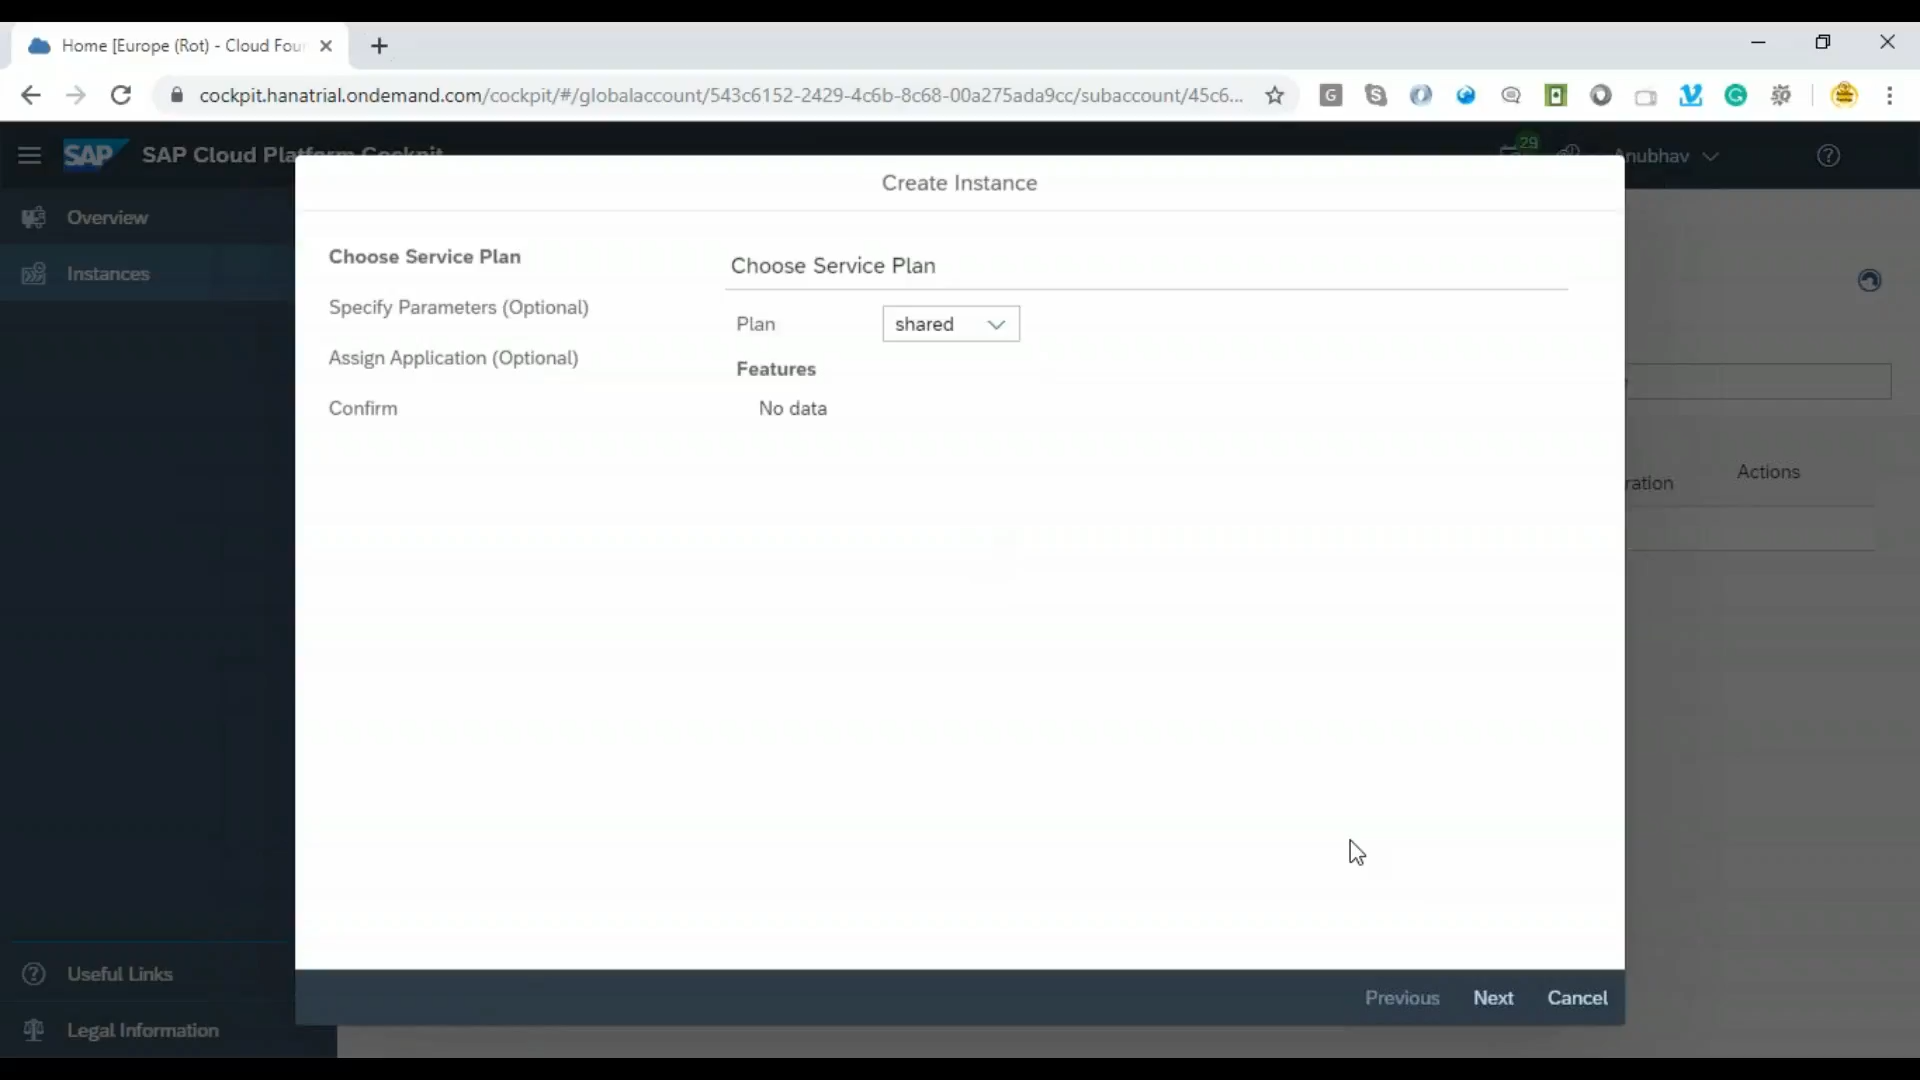 Home [Europe (Rot) - Cloud Fou
cockpit.hanatrial.ondemand.com/cockpit/#/globalaccount/543c6152-2429-4c6b-8c68-00a275ada9cc/subaccount/45c6...
SAP SAP Cloud Platform Cockpit
29
Anubhav
Overview
Instances
Create Instance
Choose Service Plan
Specify Parameters (Optional)
Assign Application (Optional)
Confirm
Choose Service Plan
Plan shared
Features
No data
ration
Actions
Useful Links
Legal Information
Previous Next Cancel